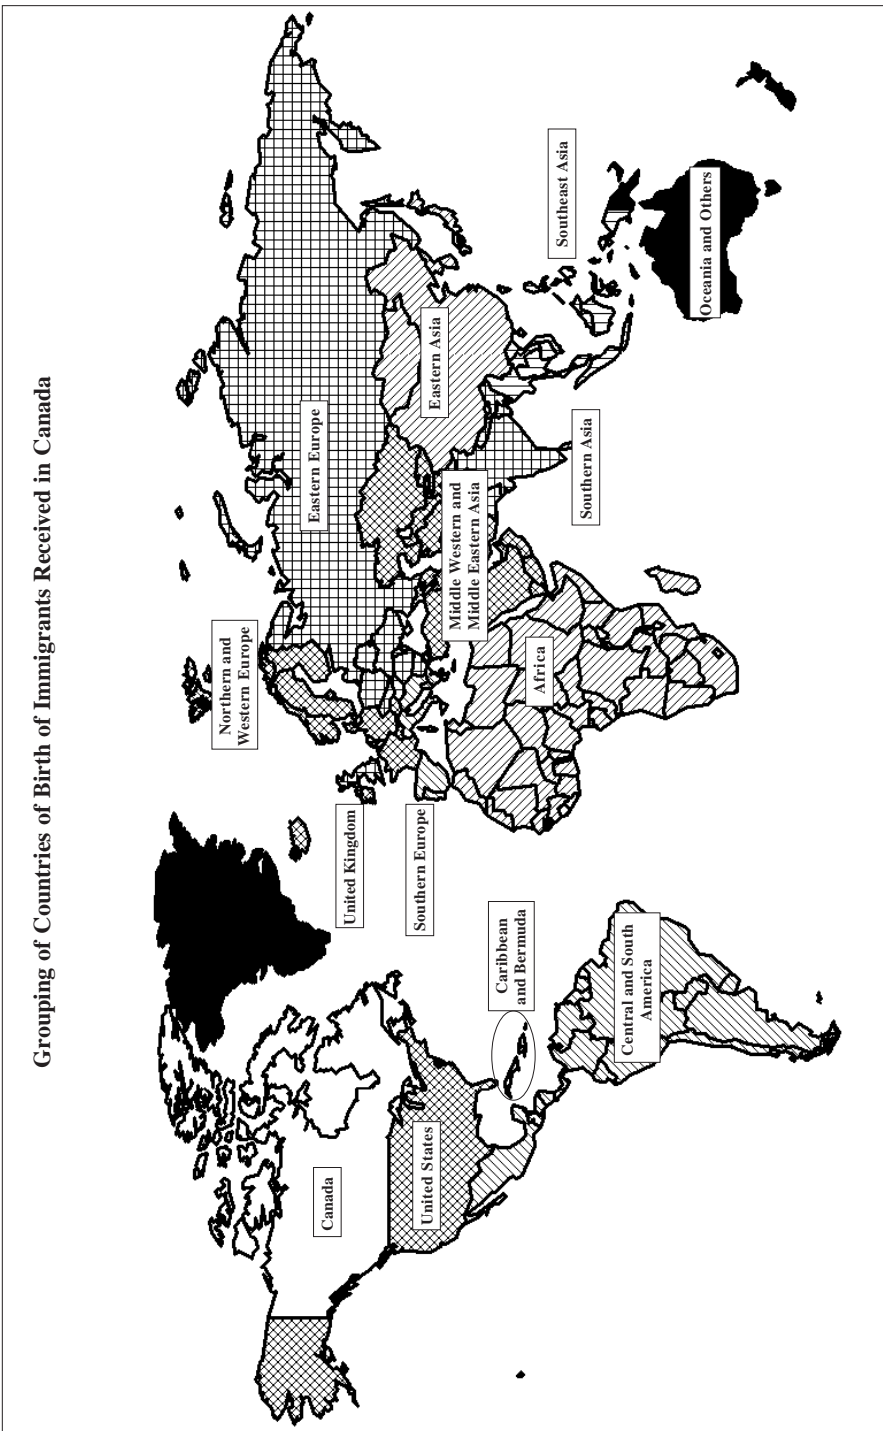 Grouping of Countries of Birth of Immigrants Received in Canada
Northern and
Western Europe
Eastern Europe
United Kingdom
Canada
Southern Europe
United States
Eastern Asia
Middle Western and
Middle Eastern Asia
Caribbean
and Bermuda
Africa
Southeast Asia
Southern Asia
Central and South
America
Oceania and Others